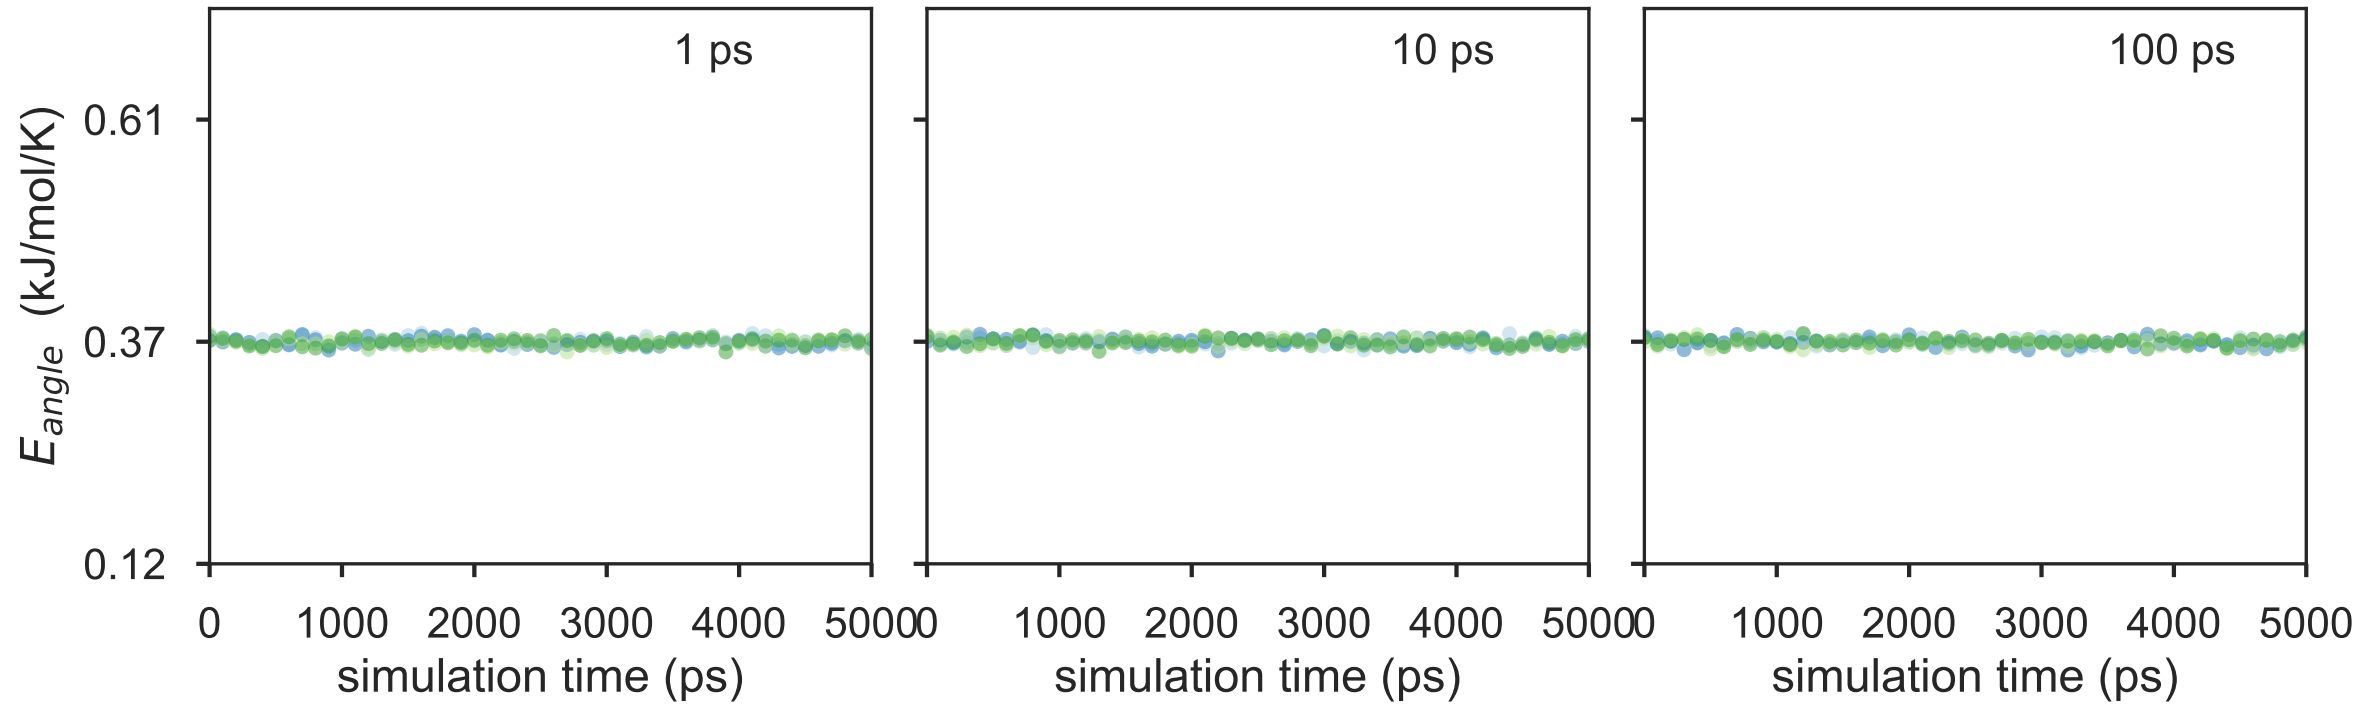 1 ps
10 ps
100 ps
E angle (kJ/mol/K)
0.61
0.37
0.12
0 1000 2000 3000 4000 5000
0 1000 2000 3000 4000 5000
0 1000 2000 3000 4000 5000
simulation time (ps)
simulation time (ps)
simulation time (ps)